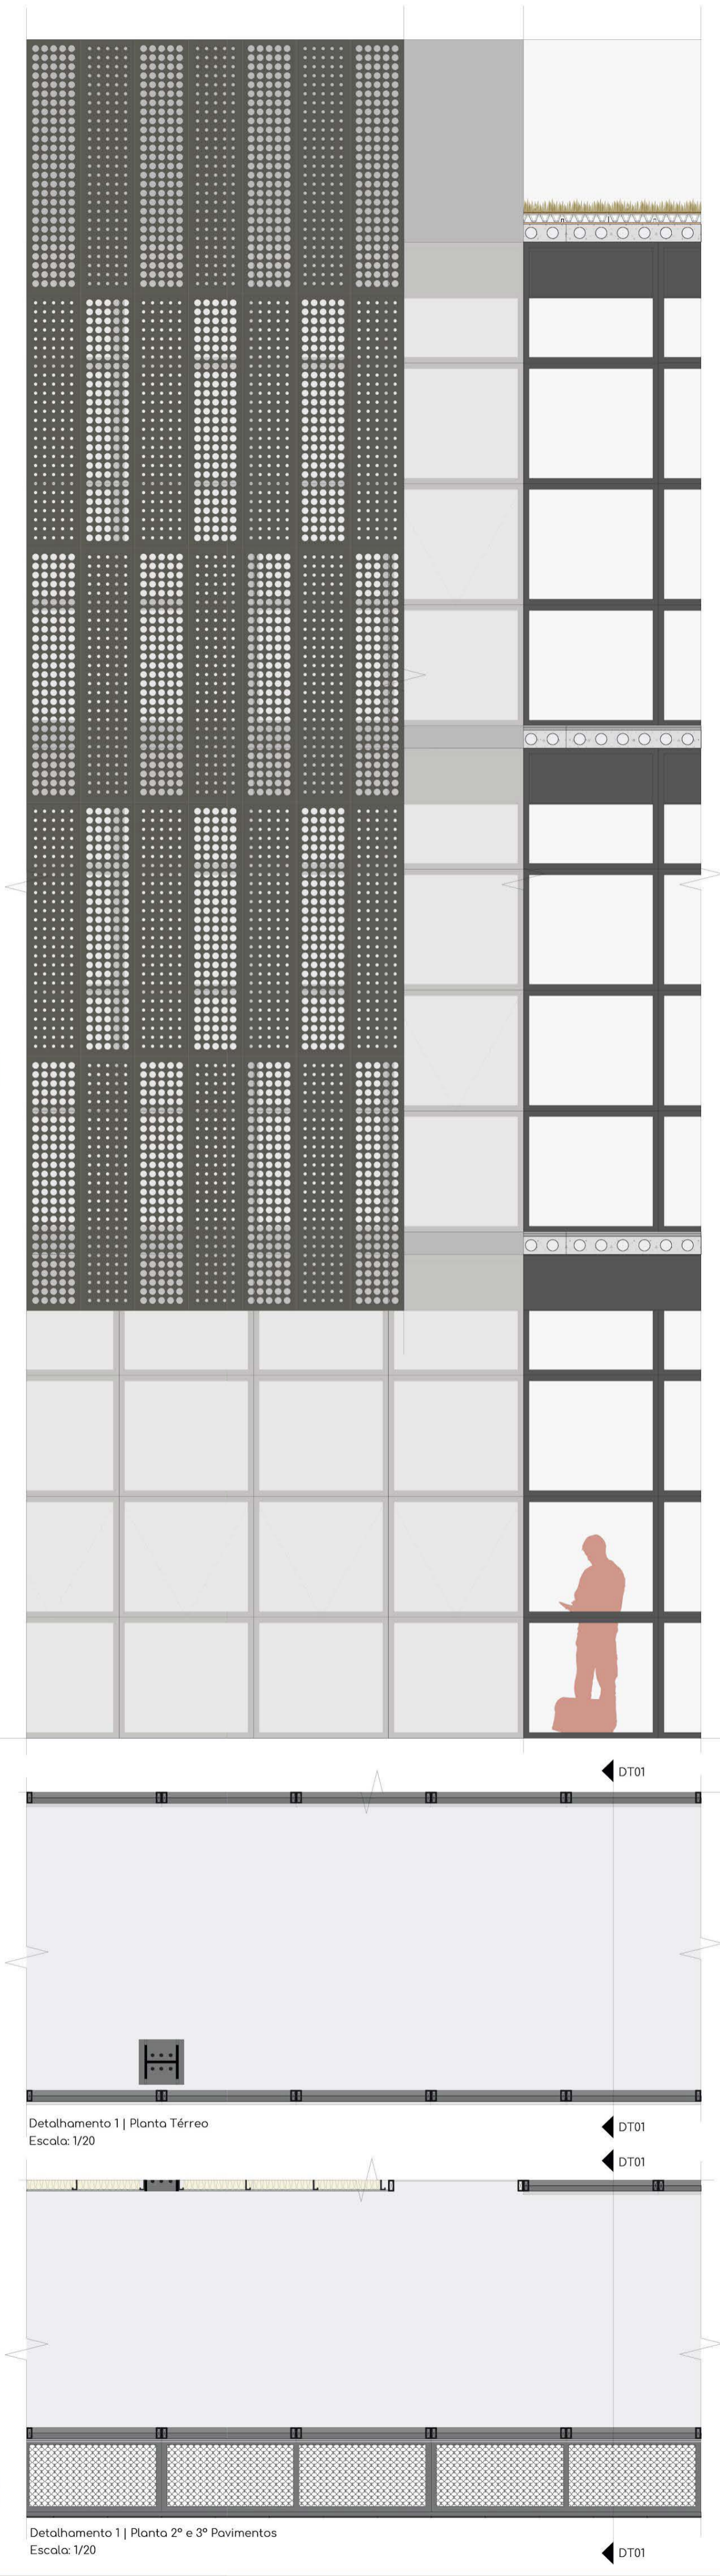 DT01
Detalhamento 1 | Planta Térreo
Escala: 1/20
DT01
DT01
Detalhamento 1 | Planta 2º e 3º Pavimentos
Escala: 1/20
DT01